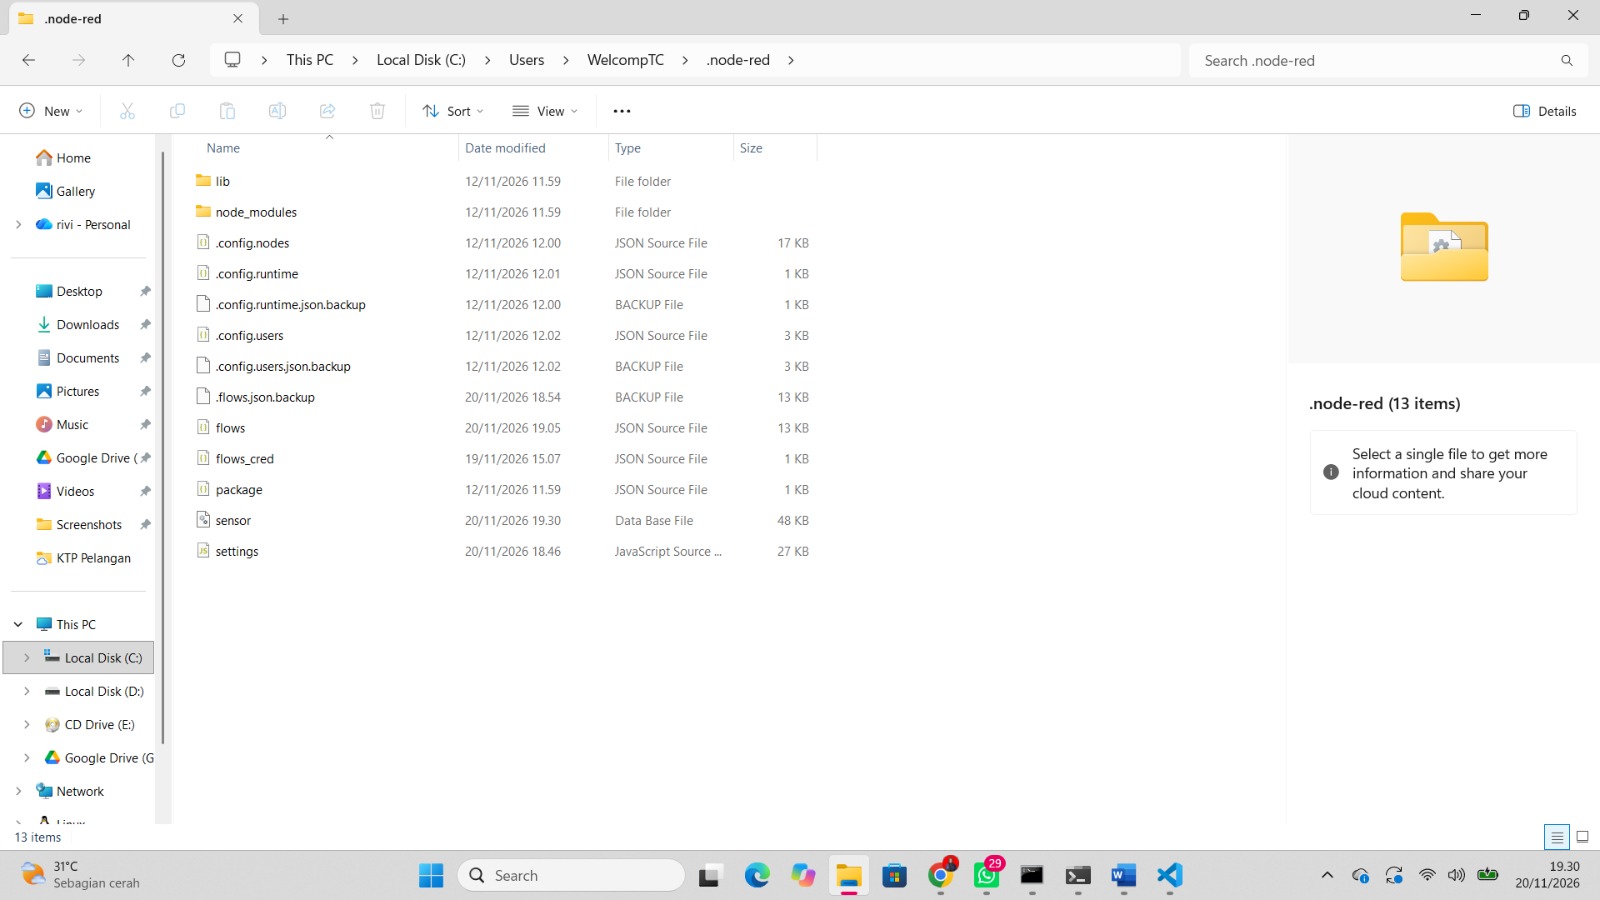 .node-red
This PC
Local Disk (C:)
Users
WelcompTC
.node-red
Search .node-red
New
Sort
View
Details
Name
Date modified
Type
Size
Home
Gallery
rivi - Personal
Desktop
Downloads
Documents
Pictures
Music
Google Drive (
Videos
Screenshots
KTP Pelangan
This PC
Local Disk (C:)
Local Disk (D:)
CD Drive (E:)
Google Drive (G
Network
Linux
lib 12/11/2026 11.59 File folder
node_modules 12/11/2026 11.59 File folder
.config.nodes 12/11/2026 12.00 JSON Source File 17 KB
.config.runtime 12/11/2026 12.01 JSON Source File 1 KB
.config.runtime.json.backup 12/11/2026 12.00 BACKUP File 1 KB
.config.users 12/11/2026 12.02 JSON Source File 3 KB
.config.users.json.backup 12/11/2026 12.02 BACKUP File 3 KB
.flows.json.backup 20/11/2026 18.54 BACKUP File 13 KB
flows 20/11/2026 19.05 JSON Source File 13 KB
flows_cred 19/11/2026 15.07 JSON Source File 1 KB
package 12/11/2026 11.59 JSON Source File 1 KB
sensor 20/11/2026 19.30 Data Base File 48 KB
settings 20/11/2026 18.46 JavaScript Source ... 27 KB
.node-red (13 items)
Select a single file to get more
information and share your
cloud content.
13 items
31°C
Sebagian cerah
Search
29
19.30
20/11/2026